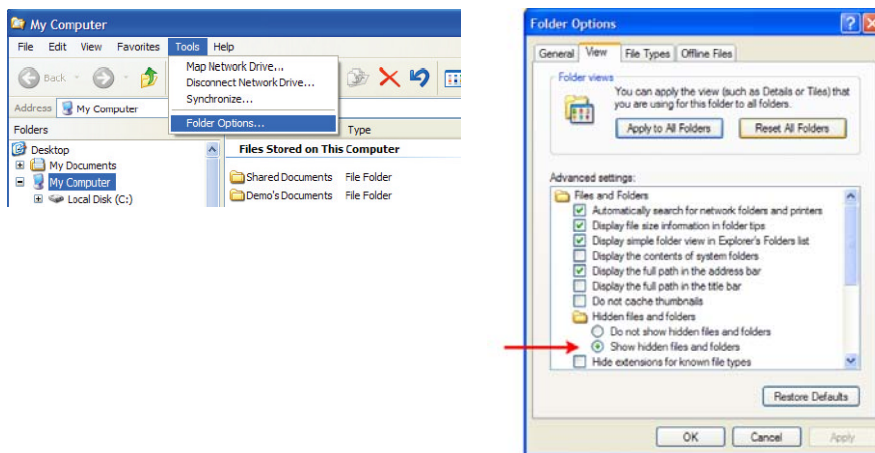 My Computer
File Edit View Favorites Tools Help
Back
Map Network Drive...
Disconnect Network Drive...
Synchronize...
Folder Options...
Address My Computer
Folders
Type
Desktop
My Documents
My Computer
Local Disk (C:)
Files Stored on This Computer
Shared Documents File Folder
Demo's Documents File Folder
Folder Options
General View File Types Offline Files
Folder views
You can apply the view (such as Details or Tiles) that
you are using for this folder to all folders.
Apply to All Folders Reset All Folders
Advanced settings:
Files and Folders
Automatically search for network folders and printers
Display file size information in folder tips
Display simple folder view in Explorer's Folders list
Display the contents of system folders
Display the full path in the address bar
Display the full path in the title bar
Do not cache thumbnails
Hidden files and folders
Do not show hidden files and folders
Show hidden files and folders
Hide extensions for known file types
Restore Defaults
OK Cancel Apply